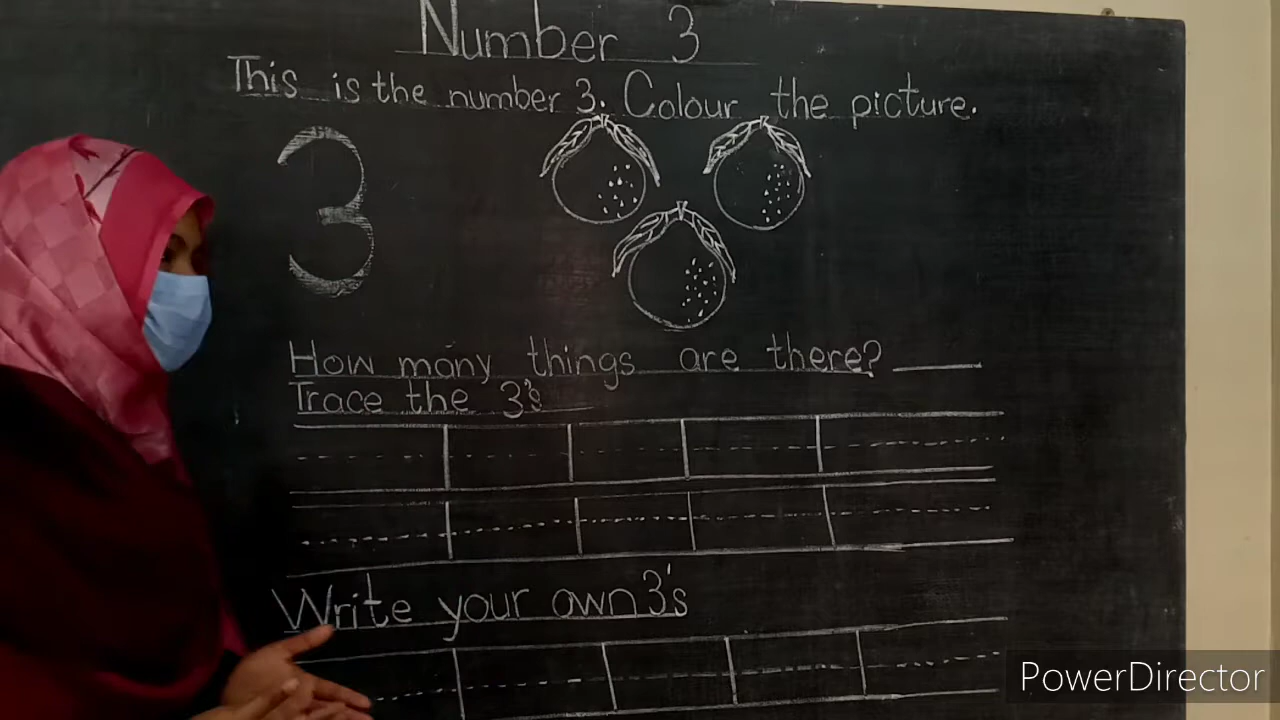 Number 3
This is the number 3. Colour the picture.
3
How many things are there? ____
Trace the 3's
Write your own 3's
PowerDirector